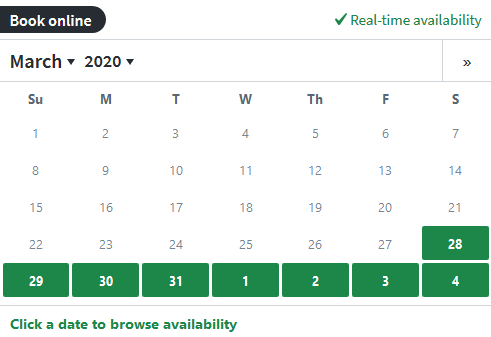 Book online ✔ Real-time availability
March ▾ 2020 ▾ »
Su M T W Th F S
1 2 3 4 5 6 7
8 9 10 11 12 13 14
15 16 17 18 19 20 21
22 23 24 25 26 27 28
29 30 31 1 2 3 4
Click a date to browse availability